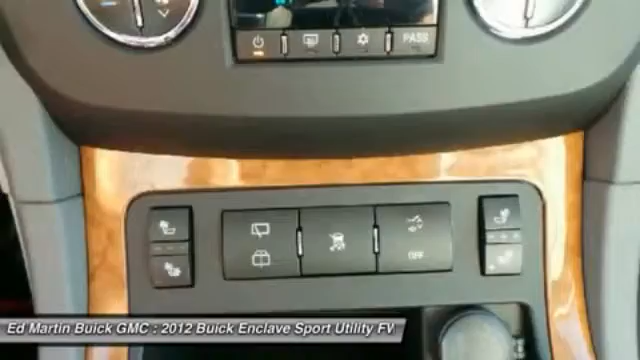 PASS
OFF
Ed Martin Buick GMC : 2012 Buick Enclave Sport Utility FV